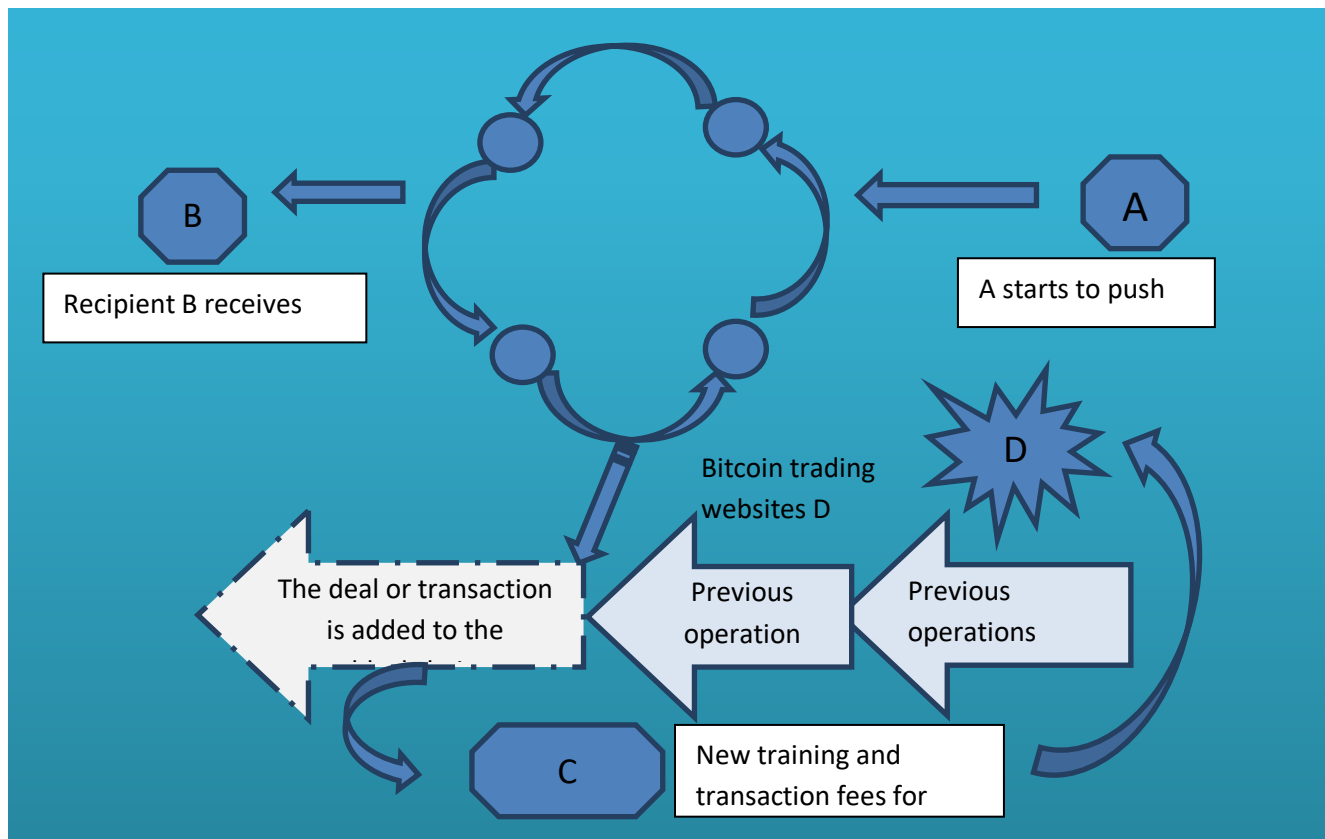 B
A
Recipient B receives
A starts to push
D
Bitcoin trading
websites D
The deal or transaction
is added to the
Previous
operation
Previous
operations
C
New training and
transaction fees for